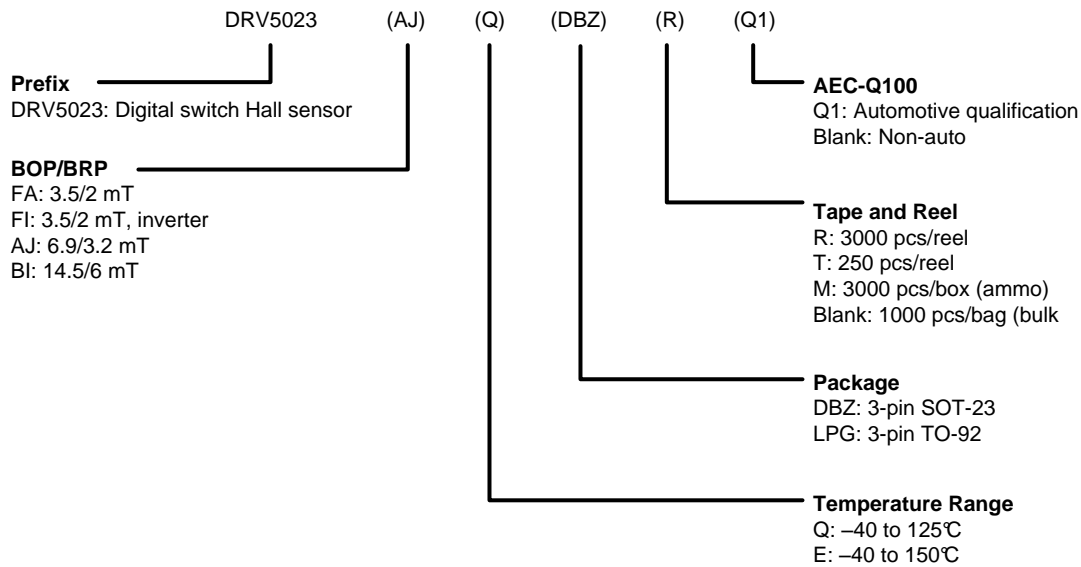 DRV5023 (AJ) (Q) (DBZ) (R) (Q1)
Prefix
DRV5023: Digital switch Hall sensor
BOP/BRP
FA: 3.5/2 mT
FI: 3.5/2 mT, inverter
AJ: 6.9/3.2 mT
BI: 14.5/6 mT
AEC-Q100
Q1: Automotive qualification
Blank: Non-auto
Tape and Reel
R: 3000 pcs/reel
T: 250 pcs/reel
M: 3000 pcs/box (ammo)
Blank: 1000 pcs/bag (bulk
Package
DBZ: 3-pin SOT-23
LPG: 3-pin TO-92
Temperature Range
Q: –40 to 125℃
E: –40 to 150℃